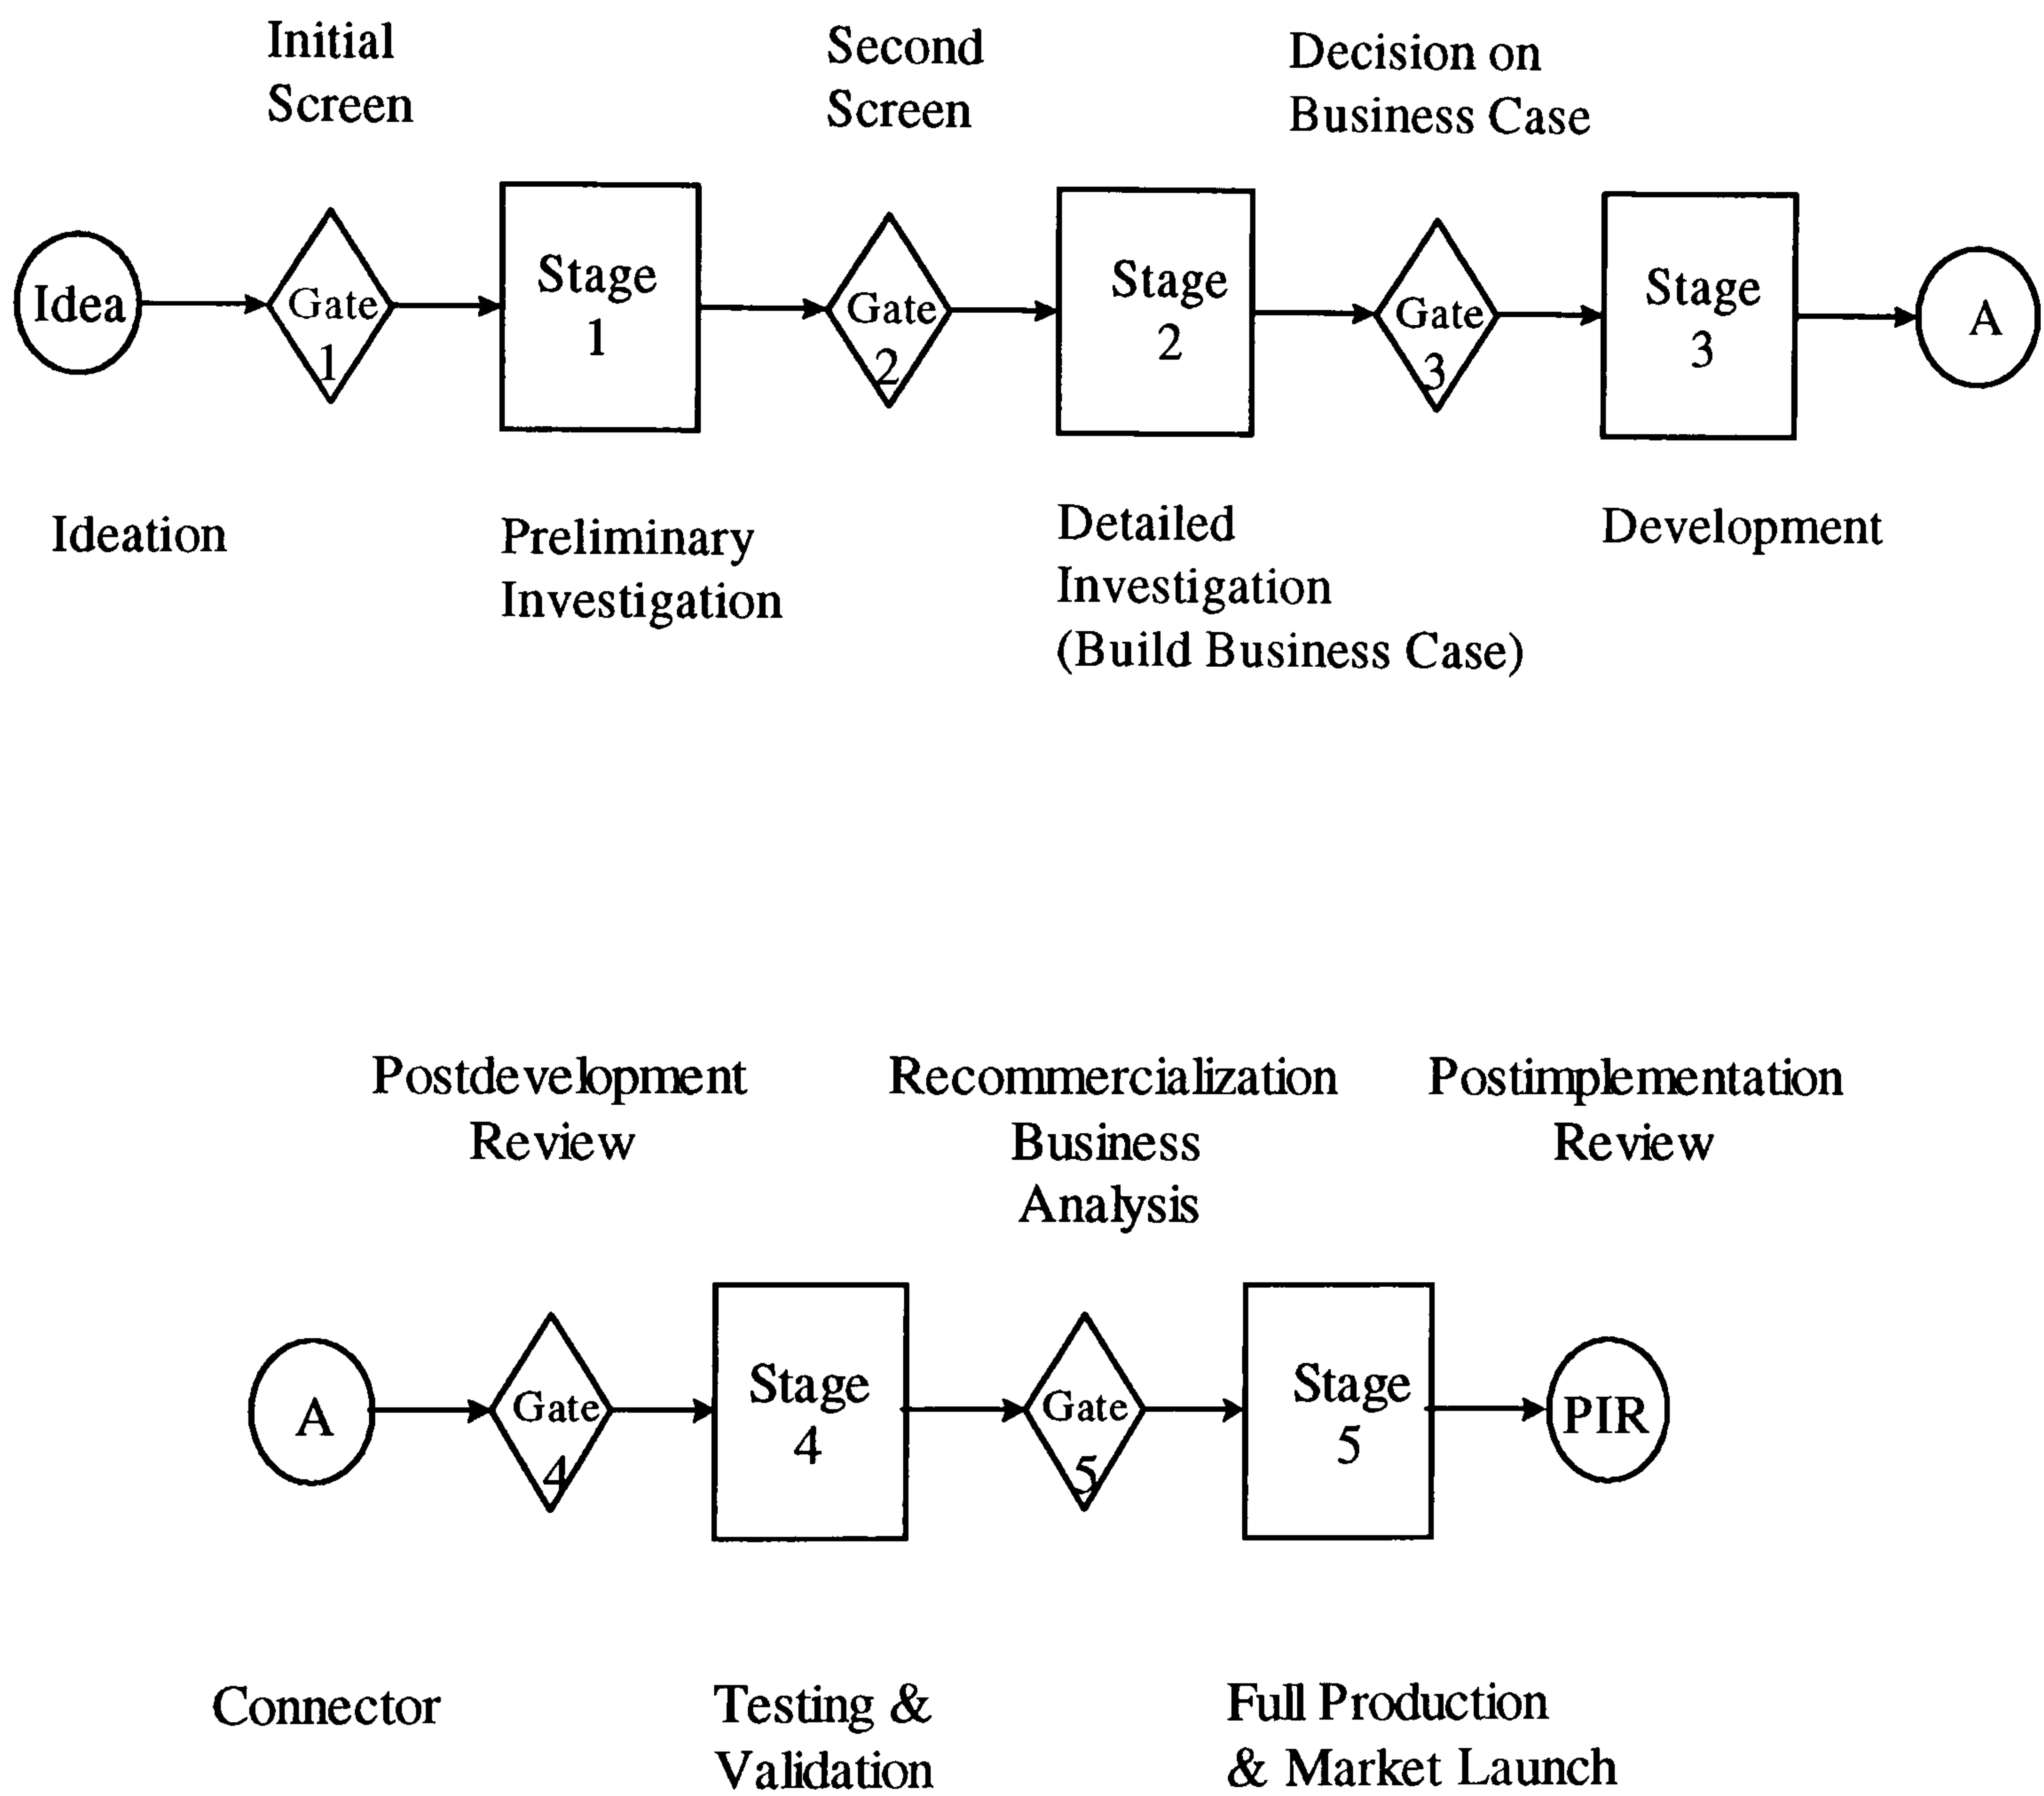 Initial
Screen
Second
Screen
Decision on
Business Case
Idea
Gate
1
Stage
1
Gate
2
Stage
2
Gate
3
Stage
3
A
Ideation
Preliminary
Investigation
Detailed
Investigation
(Build Business Case)
Development
Postdevelopment
Review
Recommercialization
Business
Analysis
Postimplementation
Review
A
Gate
4
Stage
4
Gate
5
Stage
5
PIR
Connector
Testing &
Validation
Full Production
& Market Launch